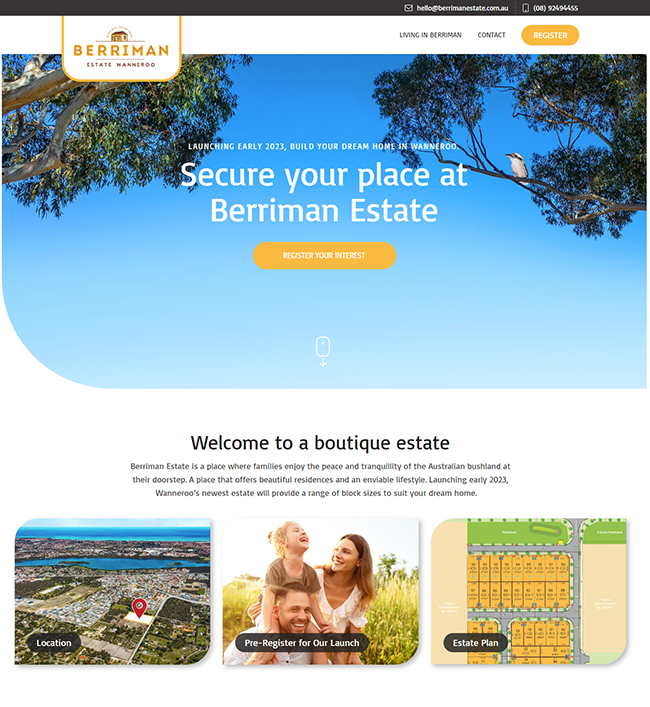 hello@berrimanestate.com.au
(08) 92494455
BERRIMAN
ESTATE WANNEROO
LIVING IN BERRIMAN
CONTACT
REGISTER
LAUNCHING EARLY 2023, BUILD YOUR DREAM HOME IN WANNEROO.
Secure your place at
Berriman Estate
REGISTER YOUR INTEREST
Welcome to a boutique estate
Berriman Estate is a place where families enjoy the peace and tranquillity of the Australian bushland at
their doorstep. A place that offers beautiful residences and an enviable lifestyle. Launching early 2023,
Wanneroo's newest estate will provide a range of block sizes to suit your dream home.
Location
Pre-Register for Our Launch
Estate Plan